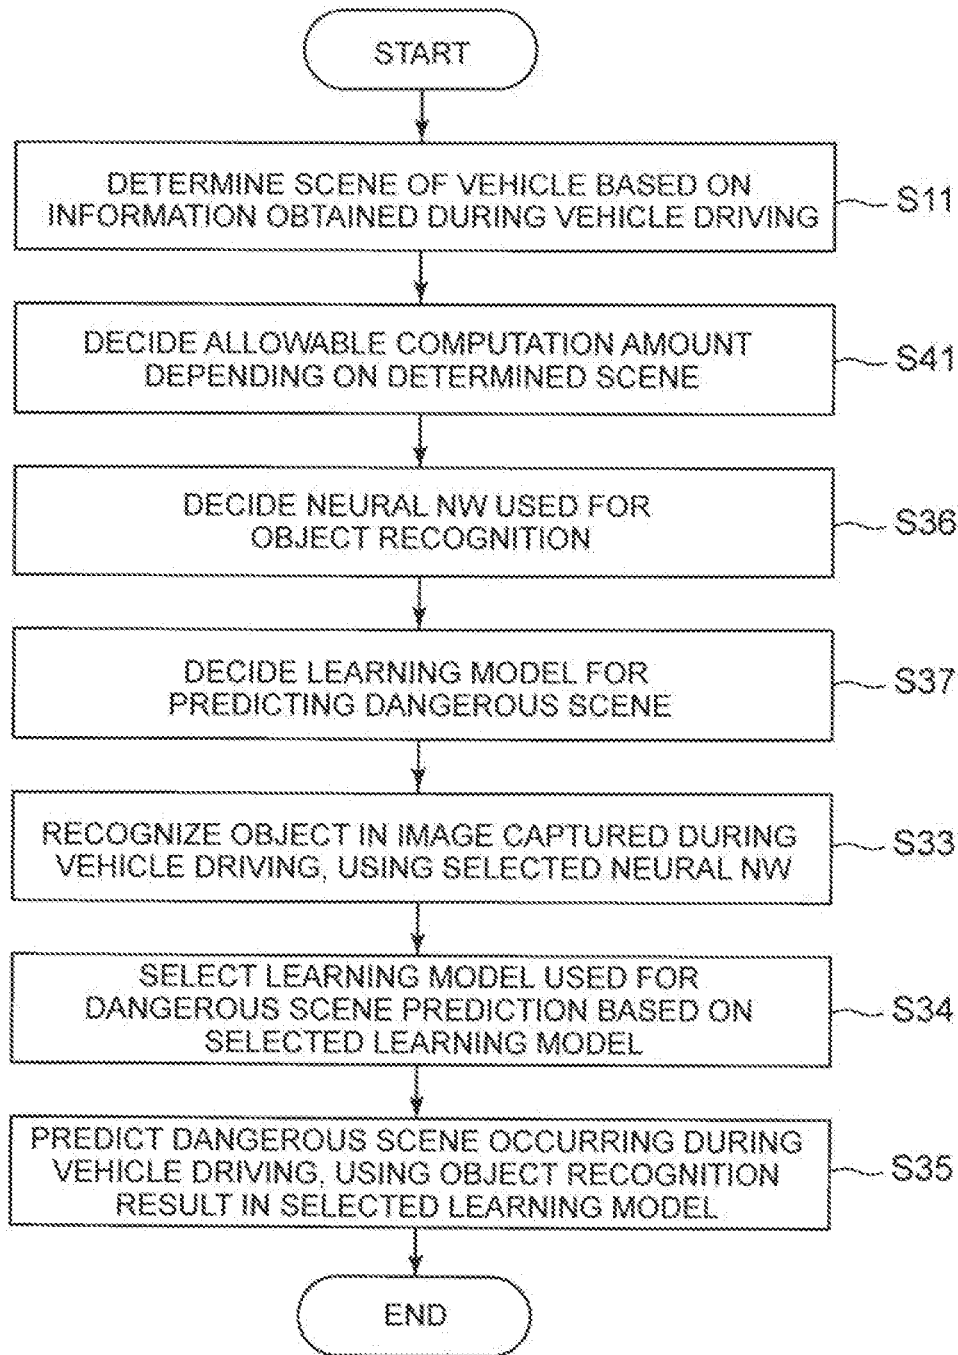 START
DETERMINE SCENE OF VEHICLE BASED ON
INFORMATION OBTAINED DURING VEHICLE DRIVING
S11
DECIDE ALLOWABLE COMPUTATION AMOUNT
DEPENDING ON DETERMINED SCENE
S41
DECIDE NEURAL NW USED FOR
OBJECT RECOGNITION
S36
DECIDE LEARNING MODEL FOR
PREDICTING DANGEROUS SCENE
S37
RECOGNIZE OBJECT IN IMAGE CAPTURED DURING
VEHICLE DRIVING, USING SELECTED NEURAL NW
S33
SELECT LEARNING MODEL USED FOR
DANGEROUS SCENE PREDICTION BASED ON
SELECTED LEARNING MODEL
S34
PREDICT DANGEROUS SCENE OCCURRING DURING
VEHICLE DRIVING, USING OBJECT RECOGNITION
RESULT IN SELECTED LEARNING MODEL
S35
END